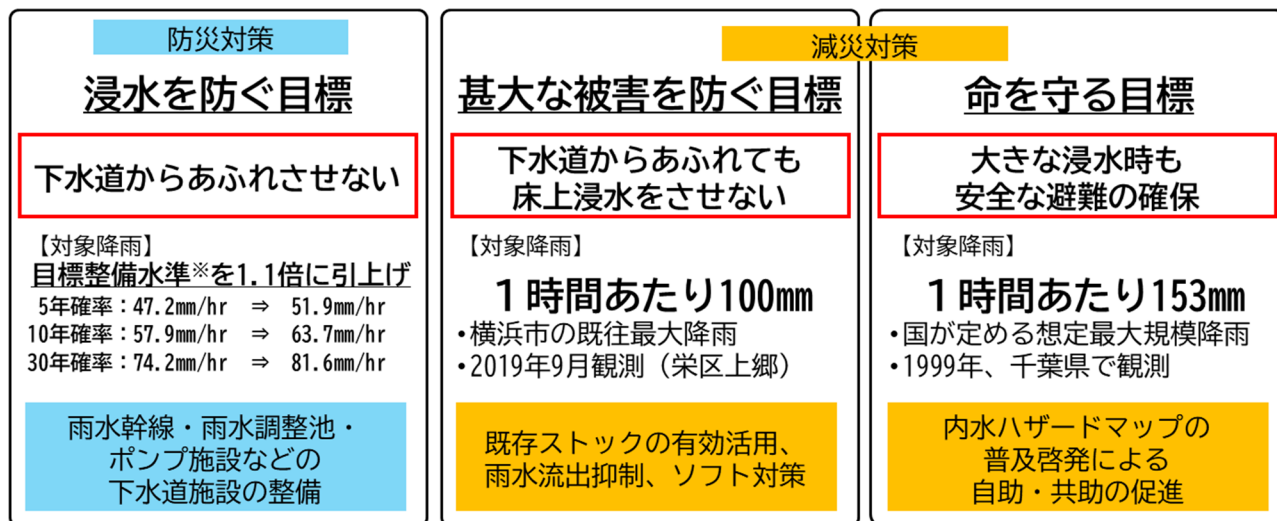 防災対策
浸水を防ぐ目標
下水道からあふれさせない
【対象降雨】
目標整備水準※を1.1倍に引上げ
5年確率：47.2mm/hr ⇒ 51.9mm/hr
10年確率：57.9mm/hr ⇒ 63.7mm/hr
30年確率：74.2mm/hr ⇒ 81.6mm/hr
雨水幹線・雨水調整池・
ポンプ施設などの
下水道施設の整備
減災対策
甚大な被害を防ぐ目標
下水道からあふれても
床上浸水をさせない
【対象降雨】
１時間あたり100㎜
•横浜市の既往最大降雨
•2019年9月観測（栄区上郷）
既存ストックの有効活用、
雨水流出抑制、ソフト対策
命を守る目標
大きな浸水時も
安全な避難の確保
【対象降雨】
１時間あたり153㎜
•国が定める想定最大規模降雨
•1999年、千葉県で観測
内水ハザードマップの
普及啓発による
自助・共助の促進